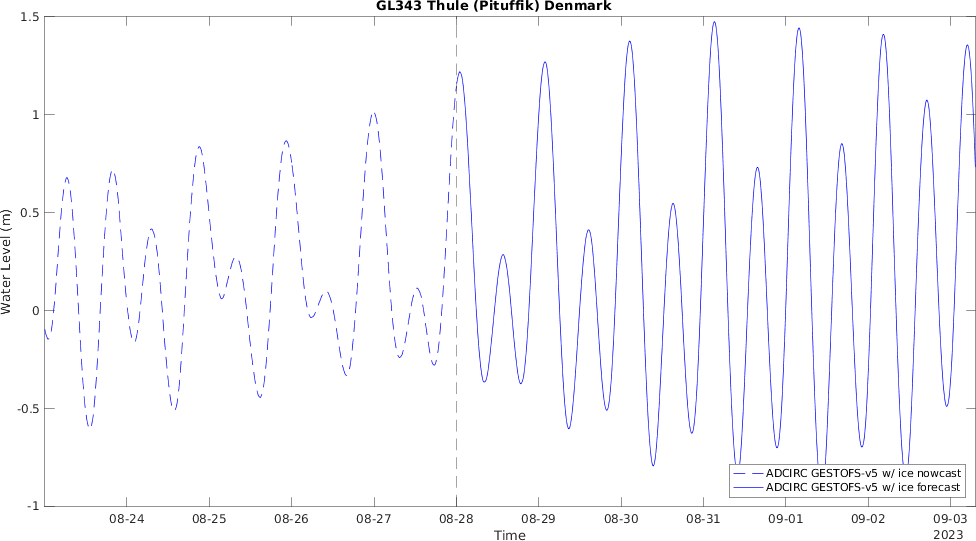 GL343 Thule (Pituffik) Denmark
1.5
1
0.5
0
-0.5
-1
Water Level (m)
08-24 08-25 08-26 08-27 08-28 08-29 08-30 08-31 09-01 09-02 09-03
Time
2023
ADCIRC GESTOFS-v5 w/ ice nowcast
ADCIRC GESTOFS-v5 w/ ice forecast